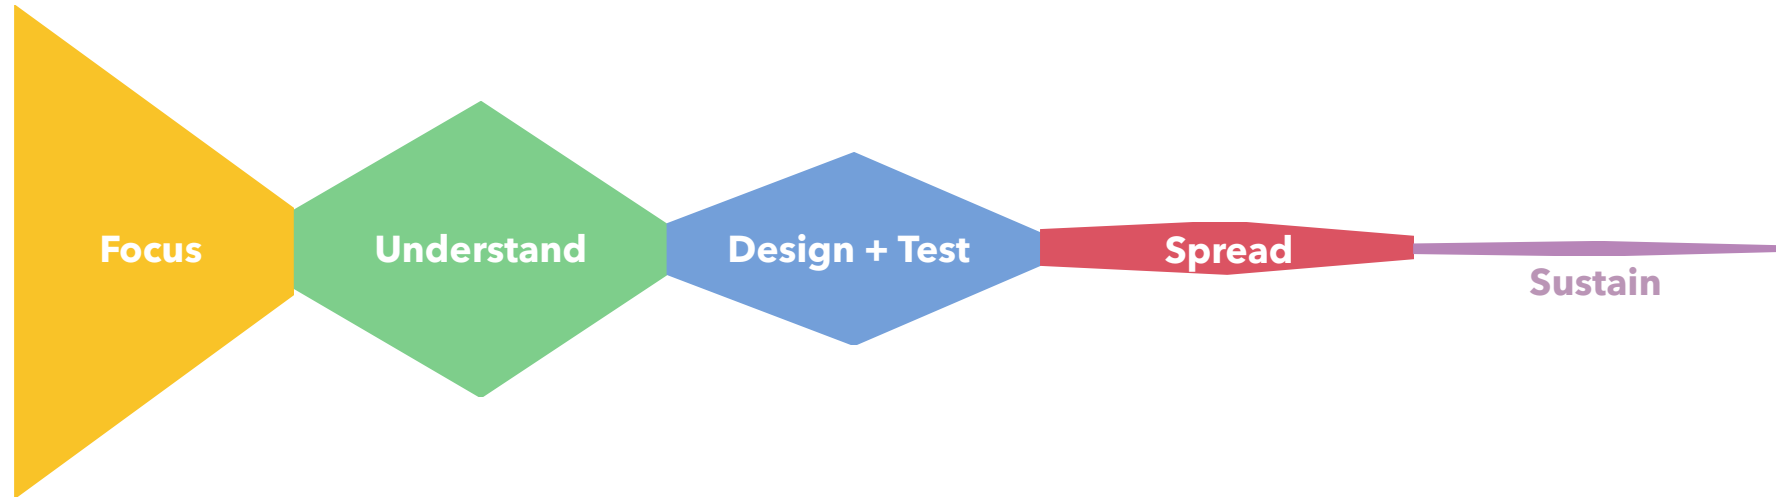 Focus
Understand
Design + Test
Spread
Sustain